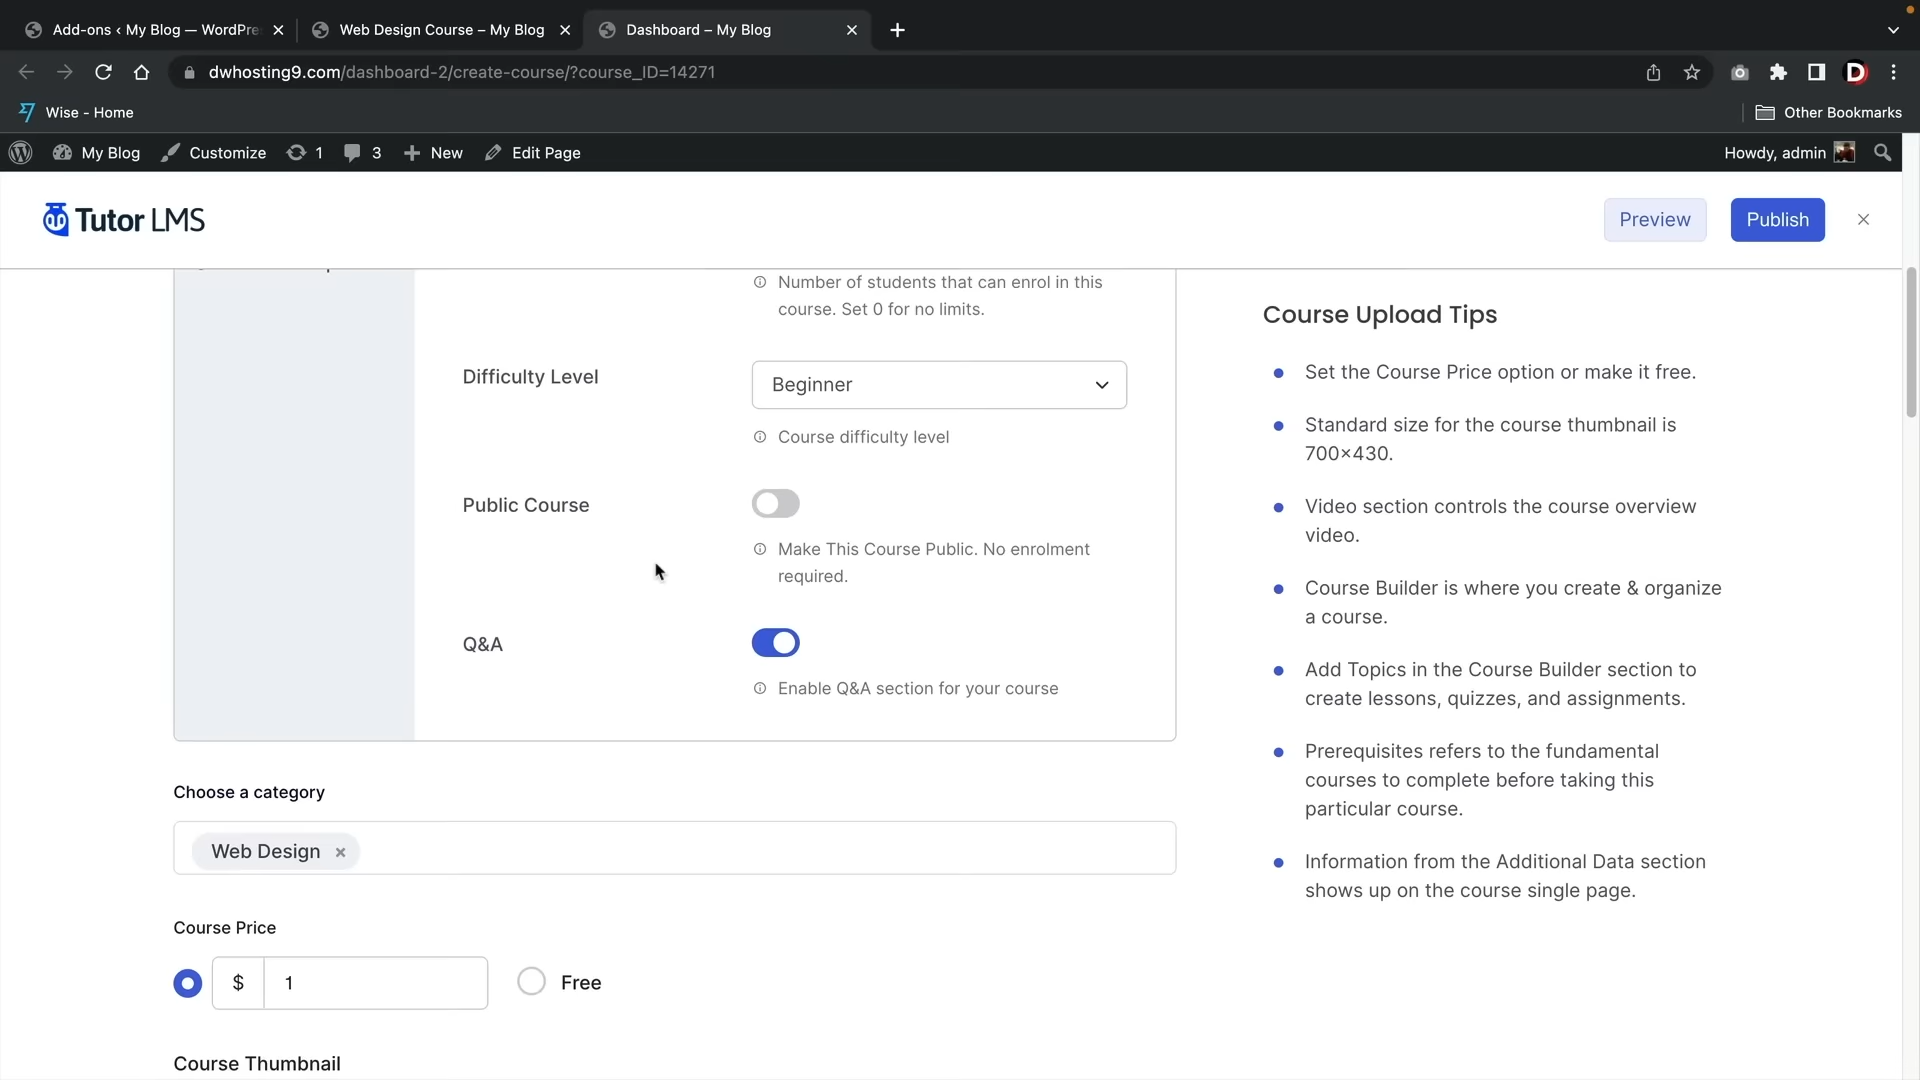 Add-ons ‹ My Blog — WordPre
Web Design Course – My Blog
Dashboard – My Blog
dwhosting9.com/dashboard-2/create-course/?course_ID=14271
D
Wise - Home
Other Bookmarks
My Blog
Customize
1
3
New
Edit Page
Howdy, admin
Tutor LMS
Preview
Publish
Number of students that can enrol in this
course. Set 0 for no limits.
Difficulty Level
Beginner
Course difficulty level
Public Course
Make This Course Public. No enrolment
required.
Q&A
Enable Q&A section for your course
Choose a category
Web Design ×
Course Price
$ 1
Free
Course Thumbnail
Course Upload Tips
Set the Course Price option or make it free.
Standard size for the course thumbnail is
700×430.
Video section controls the course overview
video.
Course Builder is where you create & organize
a course.
Add Topics in the Course Builder section to
create lessons, quizzes, and assignments.
Prerequisites refers to the fundamental
courses to complete before taking this
particular course.
Information from the Additional Data section
shows up on the course single page.